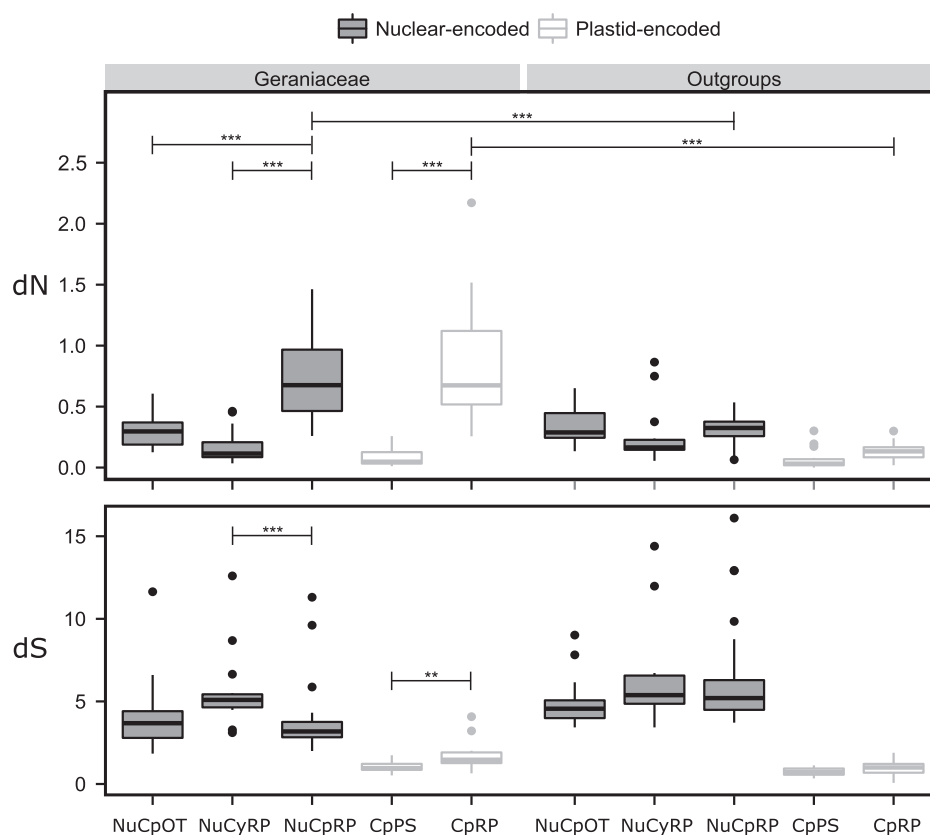 Nuclear-encoded Plastid-encoded
Geraniaceae Outgroups
***
*** ***
*** ***
2.5
2.0
dN 1.5
1.0
0.5
0.0
***
15
10
dS
**
5
0
NuCpOT NuCyRP NuCpRP CpPS CpRP NuCpOT NuCyRP NuCpRP CpPS CpRP